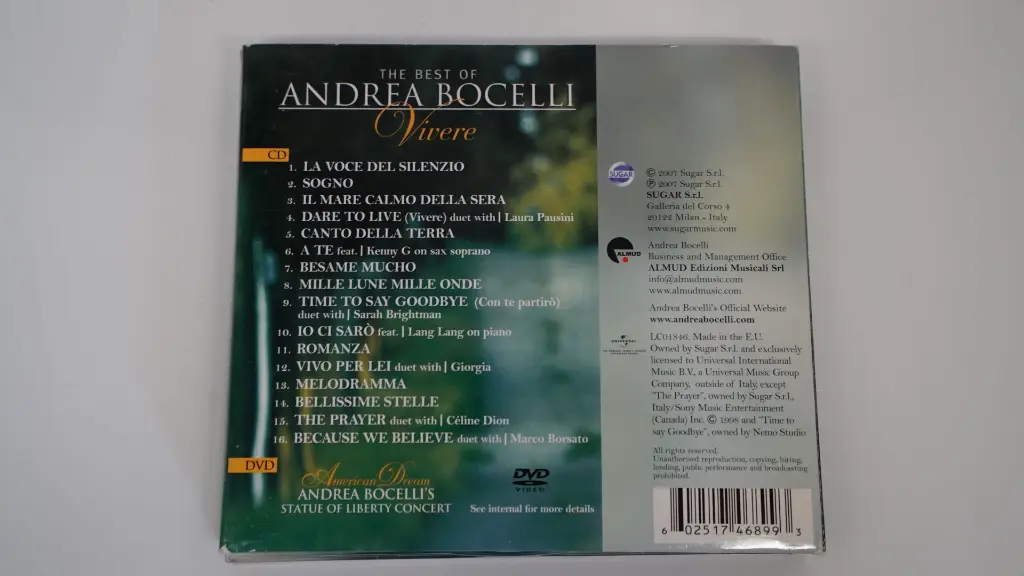 THE BEST OF
ANDREA BOCELLI
Vivere
CD
1. LA VOCE DEL SILENZIO
2. SOGNO
3. IL MARE CALMO DELLA SERA
4. DARE TO LIVE (Vivere) duet with | Laura Pausini
5. CANTO DELLA TERRA
6. A TE feat. | Kenny G on sax soprano
7. BESAME MUCHO
8. MILLE LUNE MILLE ONDE
9. TIME TO SAY GOODBYE (Con te partirò)
duet with | Sarah Brightman
10. IO CI SARÒ feat. | Lang Lang on piano
11. ROMANZA
12. VIVO PER LEI duet with | Giorgia
13. MELODRAMMA
14. BELLISSIME STELLE
15. THE PRAYER duet with | Céline Dion
16. BECAUSE WE BELIEVE duet with | Marco Borsato
DVD
American Dream
ANDREA BOCELLI'S
STATUE OF LIBERTY CONCERT
DVD
VIDEO
See internal for more details
SUGAR
© 2007 Sugar S.r.l.
℗ 2007 Sugar S.r.l.
SUGAR S.r.l.
Galleria del Corso 4
20122 Milan - Italy
www.sugarmusic.com
ALMUD
Andrea Bocelli
Business and Management Office
ALMUD Edizioni Musicali Srl
info@almudmusic.com
www.almudmusic.com
Andrea Bocelli's Official Website
www.andreabocelli.com
UNIVERSAL
LC01846. Made in the E.U.
Owned by Sugar S.r.l. and exclusively
licensed to Universal International
Music B.V., a Universal Music Group
Company, outside of Italy, except
"The Prayer", owned by Sugar S.r.l.,
Italy/Sony Music Entertainment
(Canada) Inc. © 1998 and "Time to
say Goodbye", owned by Nemo Studio
All rights reserved.
Unauthorised reproduction, copying, hiring,
lending, public performance and broadcasting
prohibited.
6 02517 46899 3